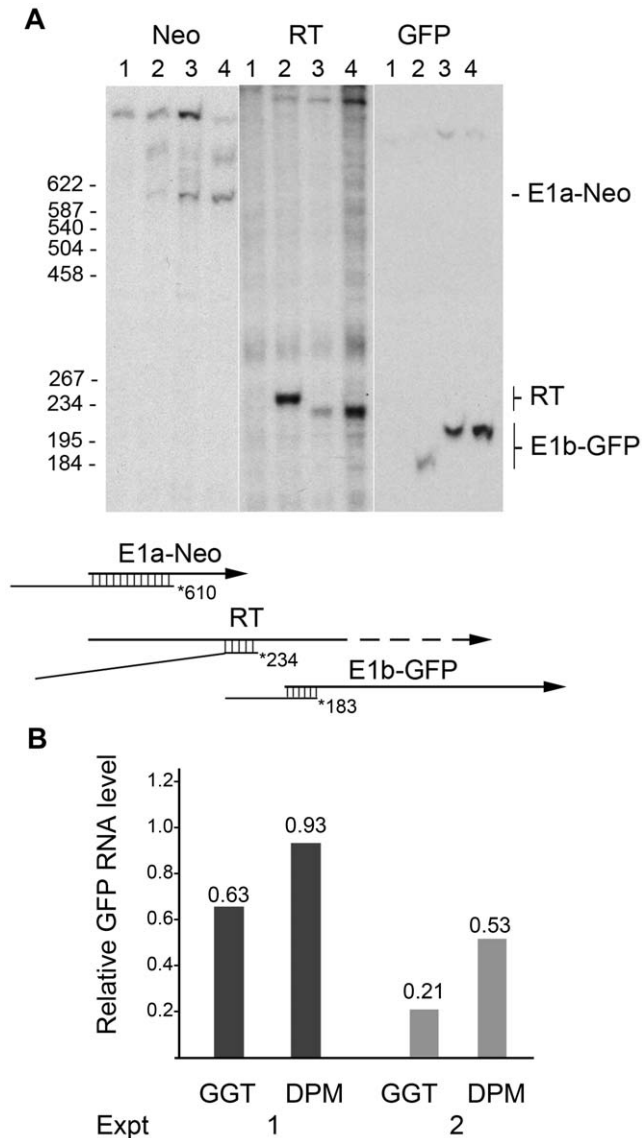 A
Neo RT GFP
1 2 3 4 1 2 3 4 1 2 3 4
622 -
587 -
540 -
504 -
458 -
267 -
234 -
195 -
184 -
- E1a-Neo
RT
E1b-GFP
E1a-Neo
*610
RT
*234
E1b-GFP
*183
B
Relative GFP RNA level
1.2
1.0
0.6
0.4
0.2
0.63
0.93
0.21
0.53
GGT DPM GGT DPM
Expt 1 2